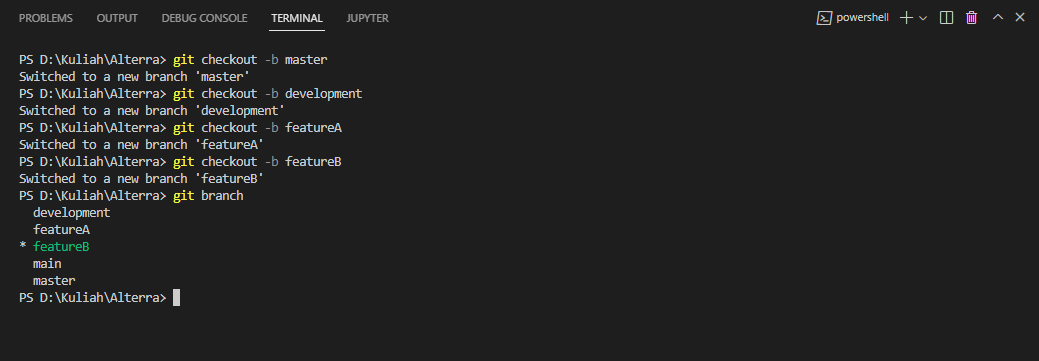 PROBLEMS OUTPUT DEBUG CONSOLE TERMINAL JUPYTER powershell
PS D:\Kuliah\Alterra> git checkout -b master
Switched to a new branch 'master'
PS D:\Kuliah\Alterra> git checkout -b development
Switched to a new branch 'development'
PS D:\Kuliah\Alterra> git checkout -b featureA
Switched to a new branch 'featureA'
PS D:\Kuliah\Alterra> git checkout -b featureB
Switched to a new branch 'featureB'
PS D:\Kuliah\Alterra> git branch
  development
  featureA
* featureB
  main
  master
PS D:\Kuliah\Alterra>